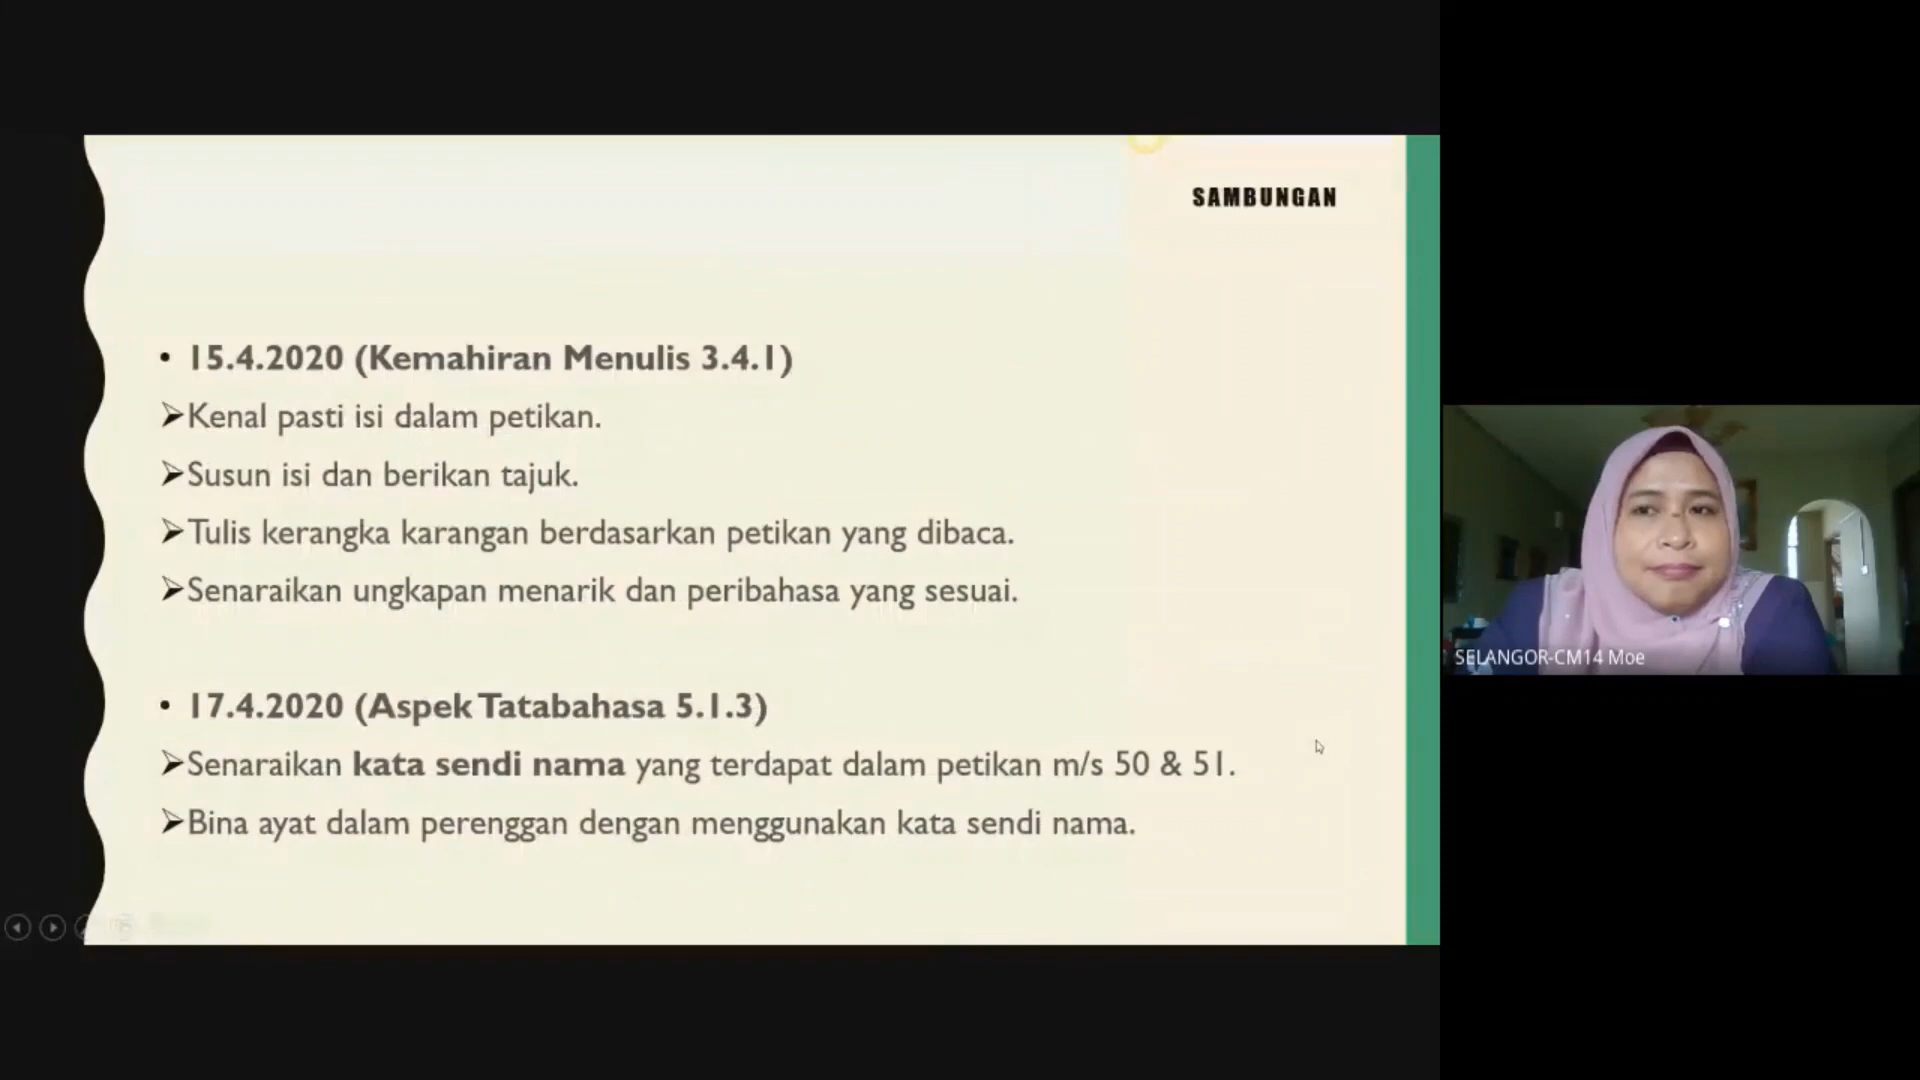 SAMBUNGAN
• 15.4.2020 (Kemahiran Menulis 3.4.1)
➢Kenal pasti isi dalam petikan.
➢Susun isi dan berikan tajuk.
➢Tulis kerangka karangan berdasarkan petikan yang dibaca.
➢Senaraikan ungkapan menarik dan peribahasa yang sesuai.
• 17.4.2020 (Aspek Tatabahasa 5.1.3)
➢Senaraikan kata sendi nama yang terdapat dalam petikan m/s 50 & 51.
➢Bina ayat dalam perenggan dengan menggunakan kata sendi nama.
SELANGOR-CM14 Moe